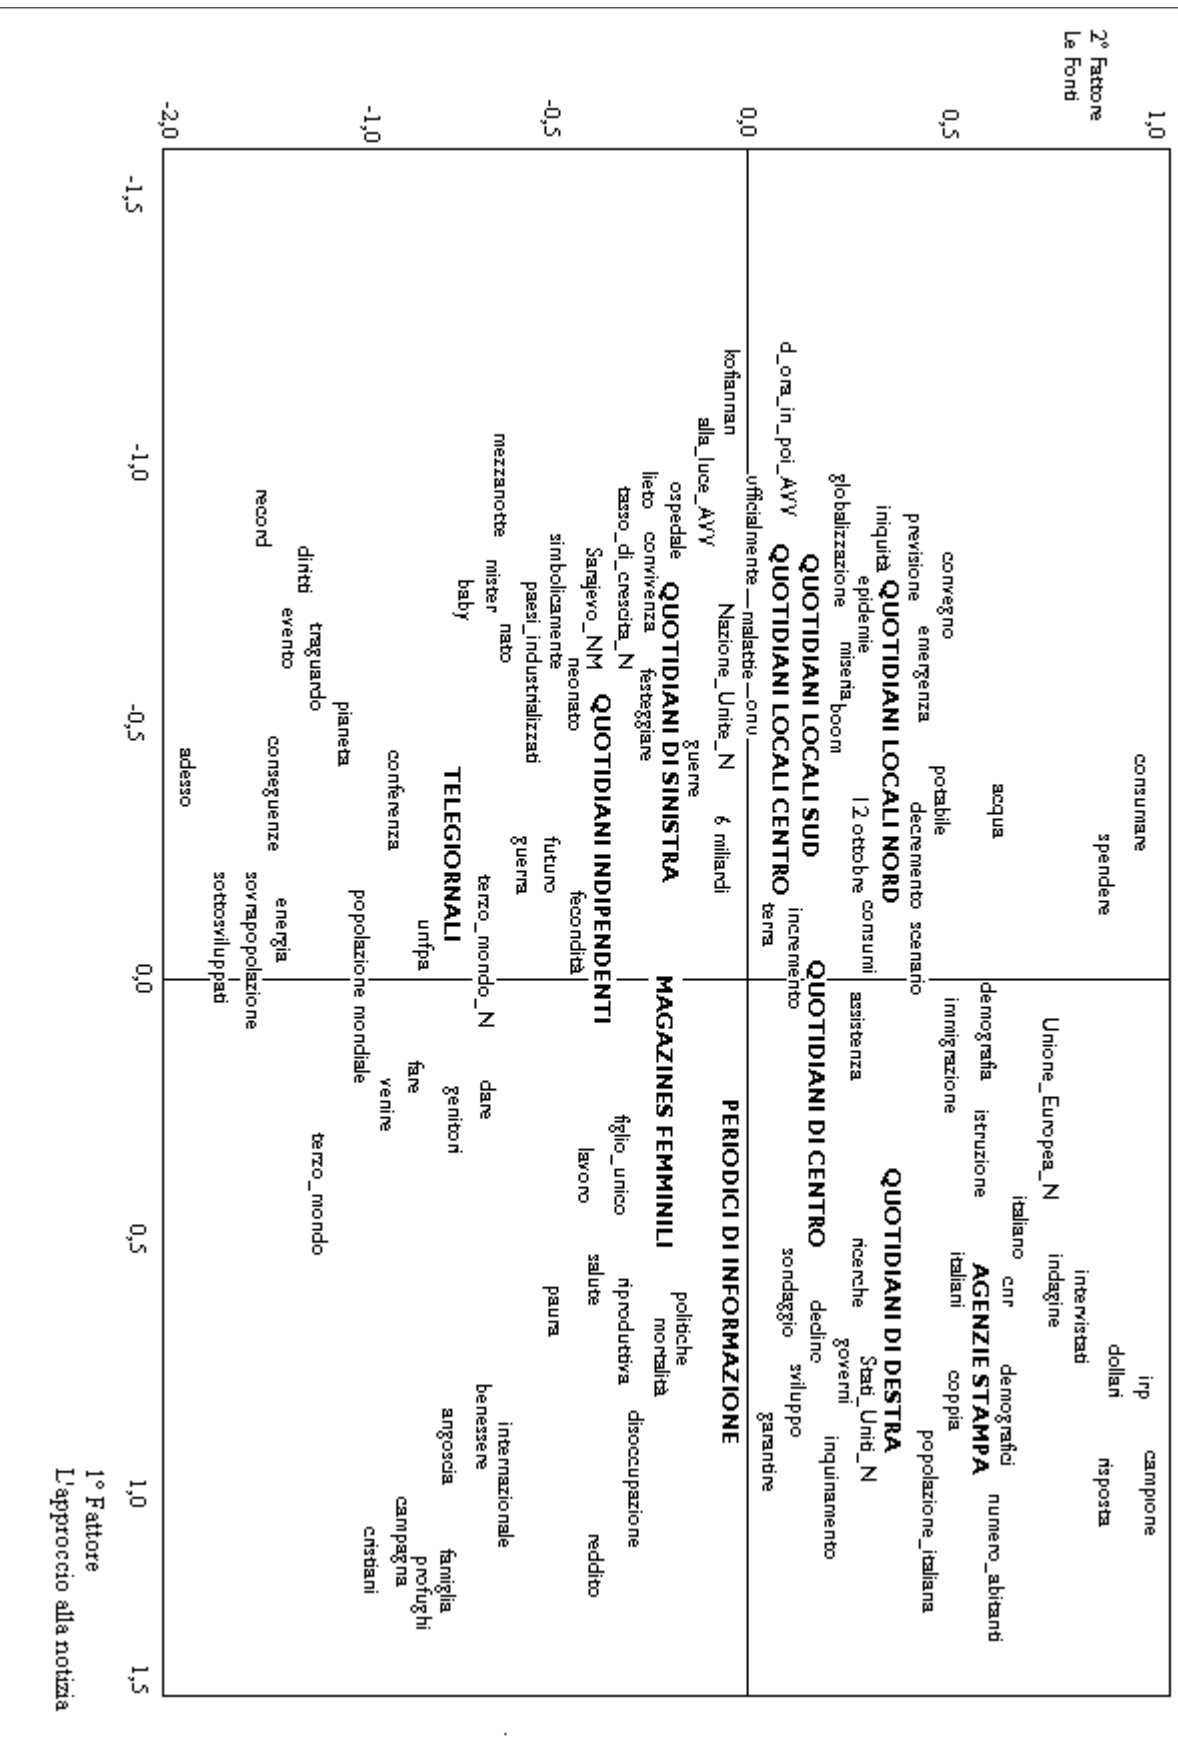 2° Fattore
Le Fonti
1,0
0,5
0,0
-0,5
-1,0
-2,0
-1,5
-1,0
-0,5
0,0
0,5
1,0
1,5
1° Fattore
L'approccio alla notizia
consumare
irp
campione
spendere
dollari
risposta
intervistati
Unione_Europea_N
indagine
acqua
italiano
demografia
istruzione
cnr
demografici
numero_abitanti
AGENZIE STAMPA
convegno
immigrazione
italiani
coppia
potabile
emergenza
popolazione_italiana
previsione
decremento
scenario
QUOTIDIANI LOCALI NORD
QUOTIDIANI DI DESTRA
iniquità
epidemie
12 ottobre
consumi
Stati_Uniti_N
assistenza
ricerche
miseria
globalizzazione
boom
governi
inquinamento
QUOTIDIANI LOCALI SUD
QUOTIDIANI DI CENTRO
declino
d_ora_in_poi_AVV
incremento
sondaggio
sviluppo
QUOTIDIANI LOCALI CENTRO
terra
garantire
ufficialmente
malattie
onu
kofiannan
PERIODICI DI INFORMAZIONE
Nazione_Unite_N
6 miliardi
alla_luce_AVV
guerre
ospedale
politiche
QUOTIDIANI DI SINISTRA
MAGAZINES FEMMINILI
mortalità
lieto
convivenza
festeggiare
tasso_di_crescita_N
figlio_unico
riproduttiva
disoccupazione
QUOTIDIANI INDIPENDENTI
Sarajevo_NM
salute
reddito
neonato
fecondità
lavoro
simbolicamente
futuro
paura
paesi_industrializzati
guerra
mezzanotte
nato
internazionale
mister
terzo_mondo_N
dare
benessere
baby
TELEGIORNALI
genitori
angoscia
famiglia
unfpa
fare
profughi
conferenza
venire
campagna
popolazione mondiale
cristiani
pianeta
traguardo
terzo_mondo
diritti
evento
energia
conseguenze
record
sovrapopolazione
sottosviluppati
adesso